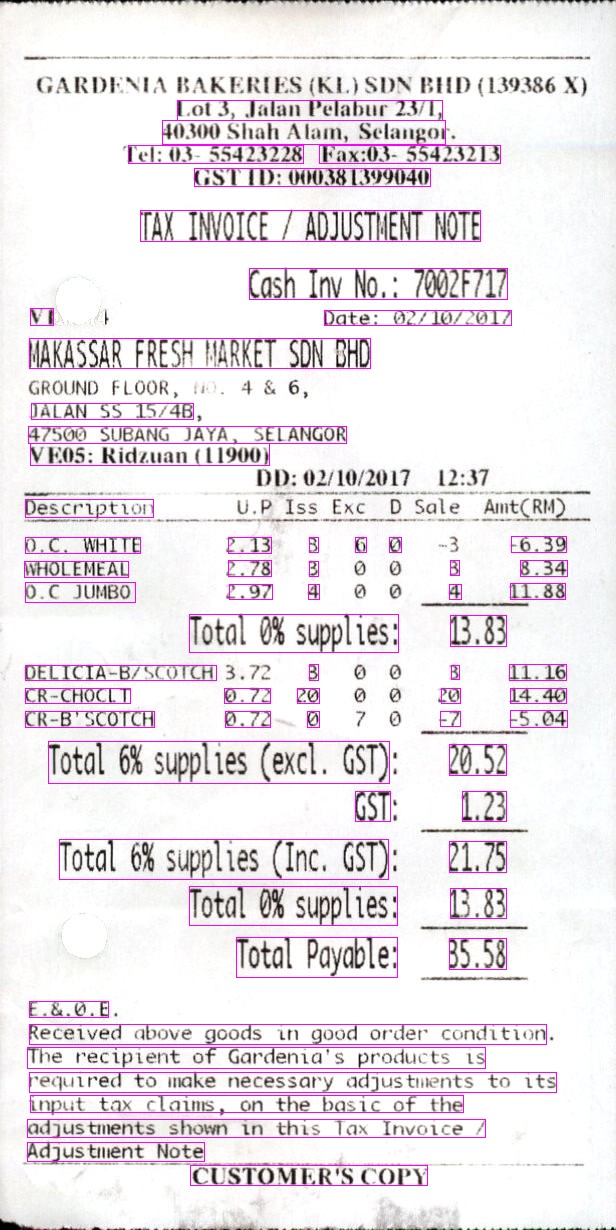 GARDENIA BAKERIES (KL) SDN BHD (139386 X)
Lot 3, Jalan Pelabur 23/1,
40300 Shah Alam, Selangor.
Tel: 03- 55423228 Fax:03- 55423213
GST ID: 000381399040
TAX INVOICE / ADJUSTMENT NOTE
Cash Inv No.: 7002F717
Date: 02/10/2017
MAKASSAR FRESH MARKET SDN BHD
GROUND FLOOR, NO. 4 & 6,
JALAN SS 15/4B,
47500 SUBANG JAYA, SELANGOR
VE05: Ridzuan (11900)
DD: 02/10/2017 12:37
Description U.P Iss Exc D Sale Amt(RM)
O.C. WHITE 2.13 3 6 0 -3 -6.39
WHOLEMEAL 2.78 3 0 0 3 8.34
O.C JUMBO 2.97 4 0 0 4 11.88
Total 0% supplies: 13.83
DELICIA-B/SCOTCH 3.72 3 0 0 3 11.16
CR-CHOCLT 0.72 20 0 0 20 14.40
CR-B'SCOTCH 0.72 0 7 0 -7 -5.04
Total 6% supplies (excl. GST): 20.52
GST: 1.23
Total 6% supplies (Inc. GST): 21.75
Total 0% supplies: 13.83
Total Payable: 35.58
E.&.O.E.
Received above goods in good order condition.
The recipient of Gardenia's products is
required to make necessary adjustments to its
input tax claims, on the basic of the
adjustments shown in this Tax Invoice /
Adjustment Note
CUSTOMER'S COPY